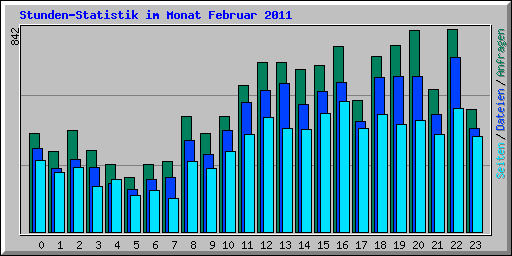 Stunden-Statistik im Monat Februar 2011
842
Seiten / Dateien / Anfragen
0 1 2 3 4 5 6 7 8 9 10 11 12 13 14 15 16 17 18 19 20 21 22 23